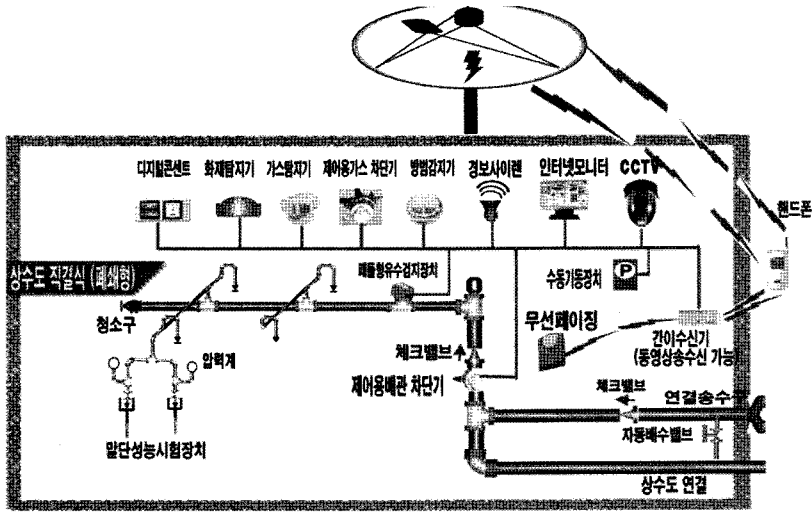 디지털콘센트 화재탐지기 가스탐지기 제어용가스 차단기 방범감지기 경보사이렌 인터넷모니터 CCTV
핸드폰
상수도 직결식 (폐쇄형)
패들형유수검지장치
P
수동기동장치
청소구
무선페이징
간이수신기
(동영상송수신 가능)
압력계
체크밸브
제어용배관 차단기
체크밸브
연결송수구
자동배수밸브
말단성능시험장치
상수도 연결